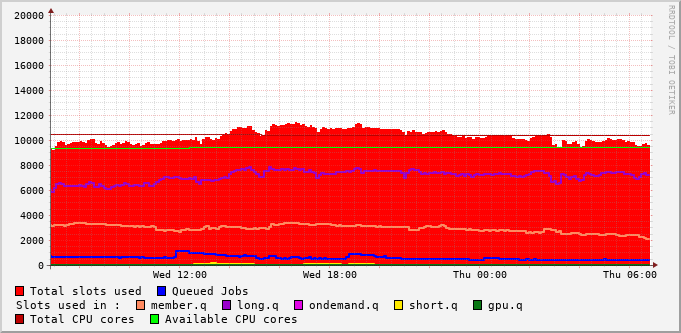 20000
18000
16000
14000
12000
10000
8000
6000
4000
2000
0
Wed 12:00 Wed 18:00 Thu 00:00 Thu 06:00
RRDTOOL / TOBI OETIKER
Total slots used Queued Jobs
Slots used in : member.q long.q ondemand.q short.q gpu.q
Total CPU cores Available CPU cores